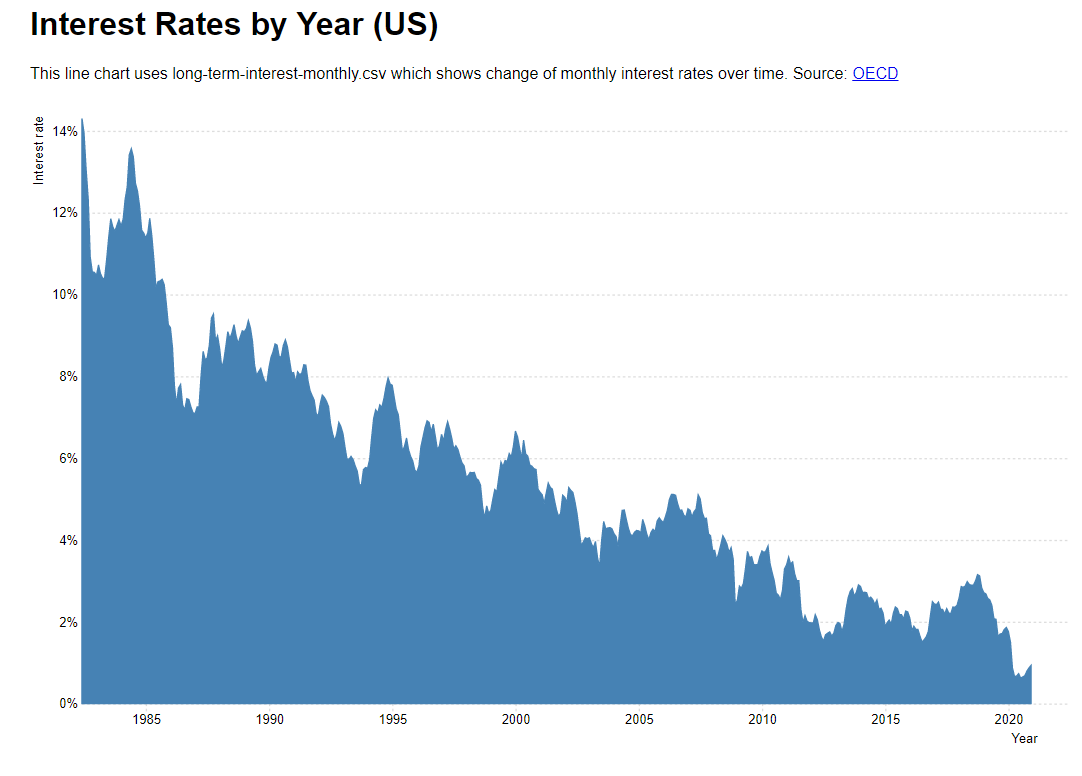 Interest Rates by Year (US)
This line chart uses long-term-interest-monthly.csv which shows change of monthly interest rates over time. Source: OECD
Interest rate
14%
12%
10%
8%
6%
4%
2%
0%
1985 1990 1995 2000 2005 2010 2015 2020
Year